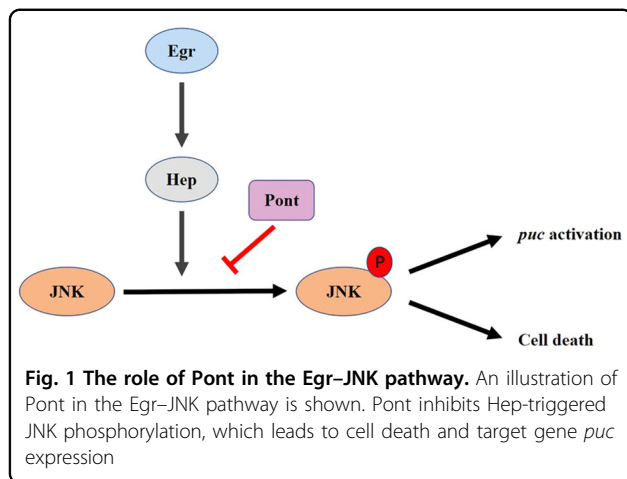 Egr
Hep
Pont
JNK
JNK
P
puc activation
Cell death
Fig. 1 The role of Pont in the Egr–JNK pathway. An illustration of
Pont in the Egr–JNK pathway is shown. Pont inhibits Hep-triggered
JNK phosphorylation, which leads to cell death and target gene puc
expression